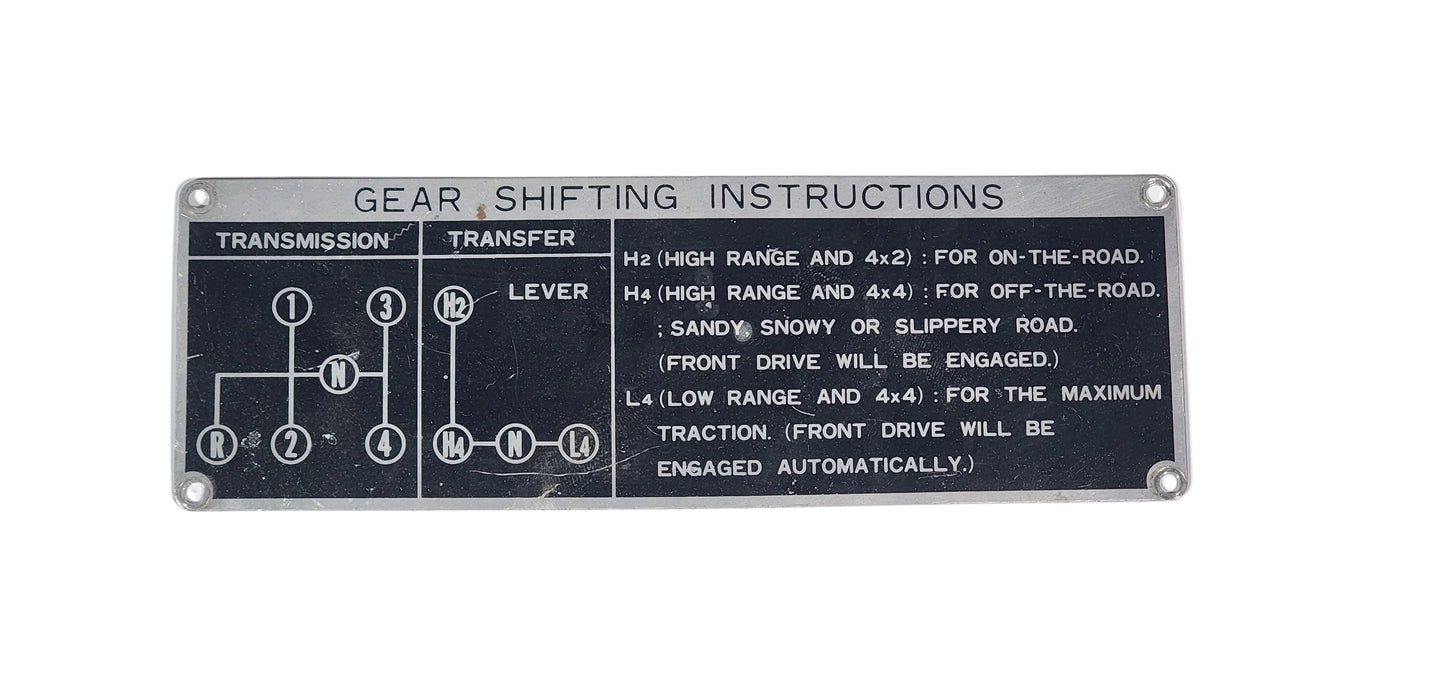 GEAR SHIFTING INSTRUCTIONS
TRANSMISSION
1 3
N
R 2 4
TRANSFER
LEVER
H2
H4 N L4
H2 (HIGH RANGE AND 4x2) : FOR ON-THE-ROAD.
H4 (HIGH RANGE AND 4x4) : FOR OFF-THE-ROAD.
; SANDY, SNOWY OR SLIPPERY ROAD.
(FRONT DRIVE WILL BE ENGAGED.)
L4 (LOW RANGE AND 4x4) : FOR THE MAXIMUM
TRACTION. (FRONT DRIVE WILL BE
ENGAGED AUTOMATICALLY.)